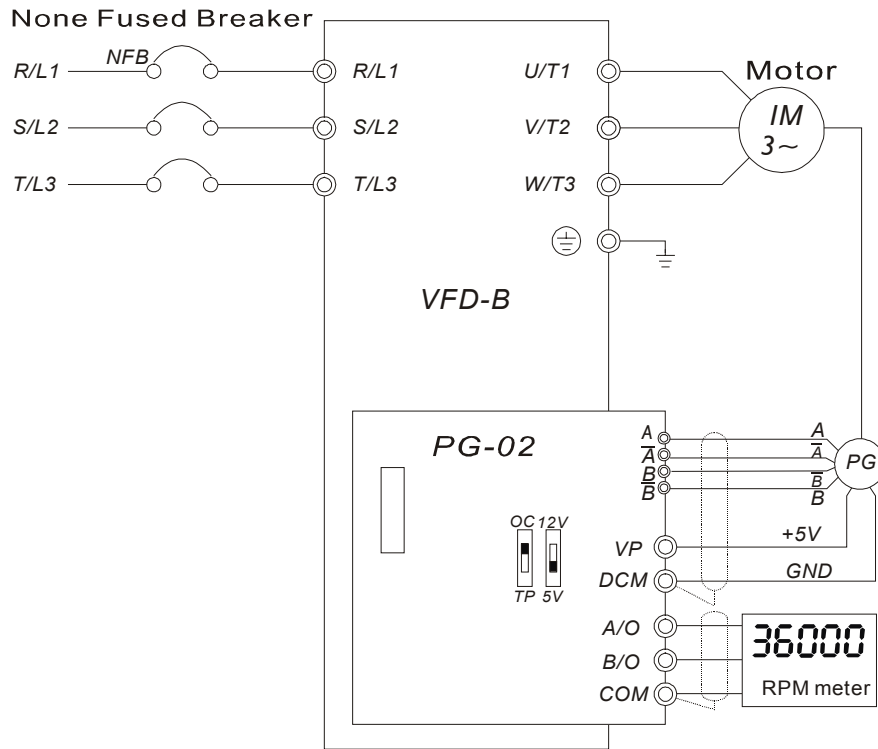 None Fused Breaker
NFB
R/L1 R/L1 U/T1 Motor
S/L2 S/L2 V/T2 IM
3~
T/L3 T/L3 W/T3
VFD-B
PG-02
A A
A̅ A̅
B B̅
B̅ B
PG
OC 12V
TP 5V
VP +5V
DCM GND
A/O
B/O
COM
36000
RPM meter